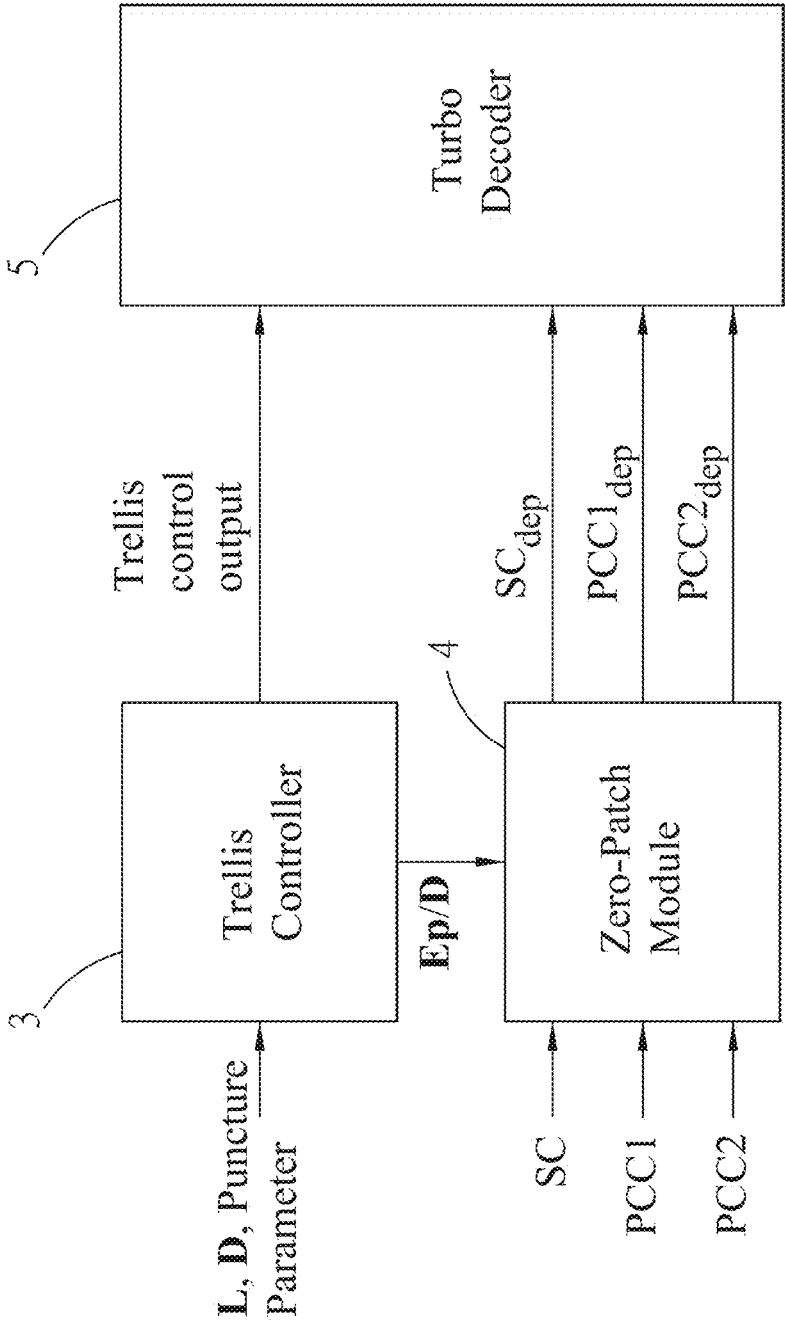 3
5
L, D, Puncture
Parameter
Trellis
Controller
Trellis
control
output
Turbo
Decoder
Ep/D
4
SC
PCC1
PCC2
Zero-Patch
Module
SCdep
PCC1dep
PCC2dep